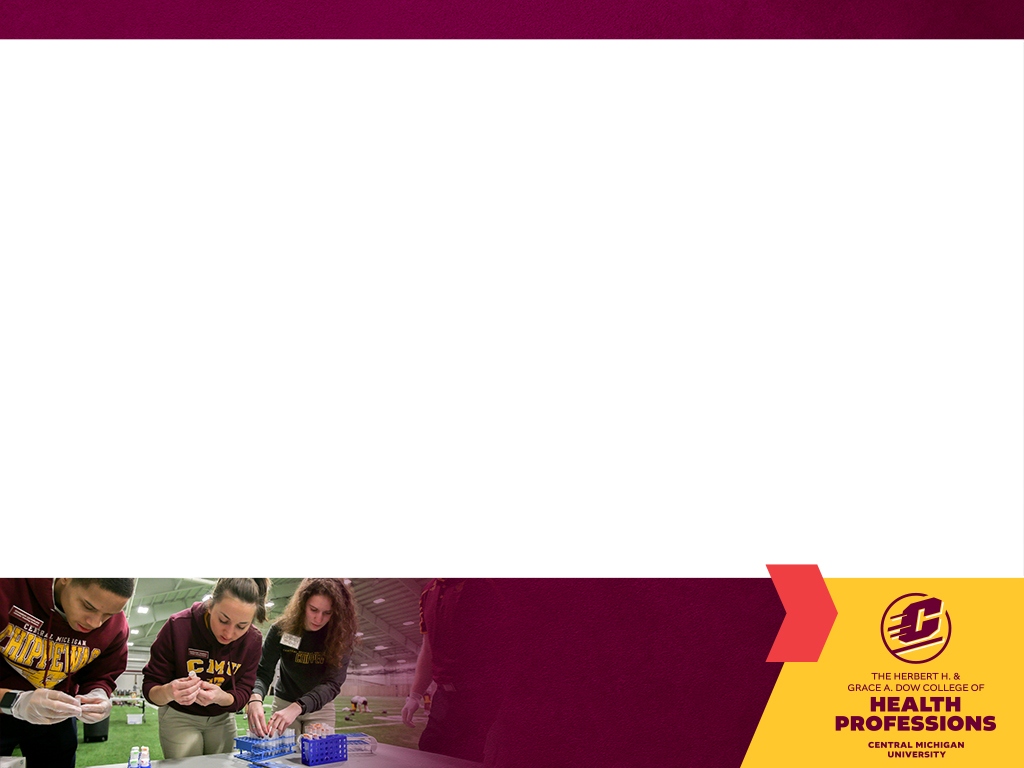 CENTRAL MICHIGAN
CHIPPEWAS
CMU
THE HERBERT H. &
GRACE A. DOW COLLEGE OF
HEALTH
PROFESSIONS
CENTRAL MICHIGAN
UNIVERSITY